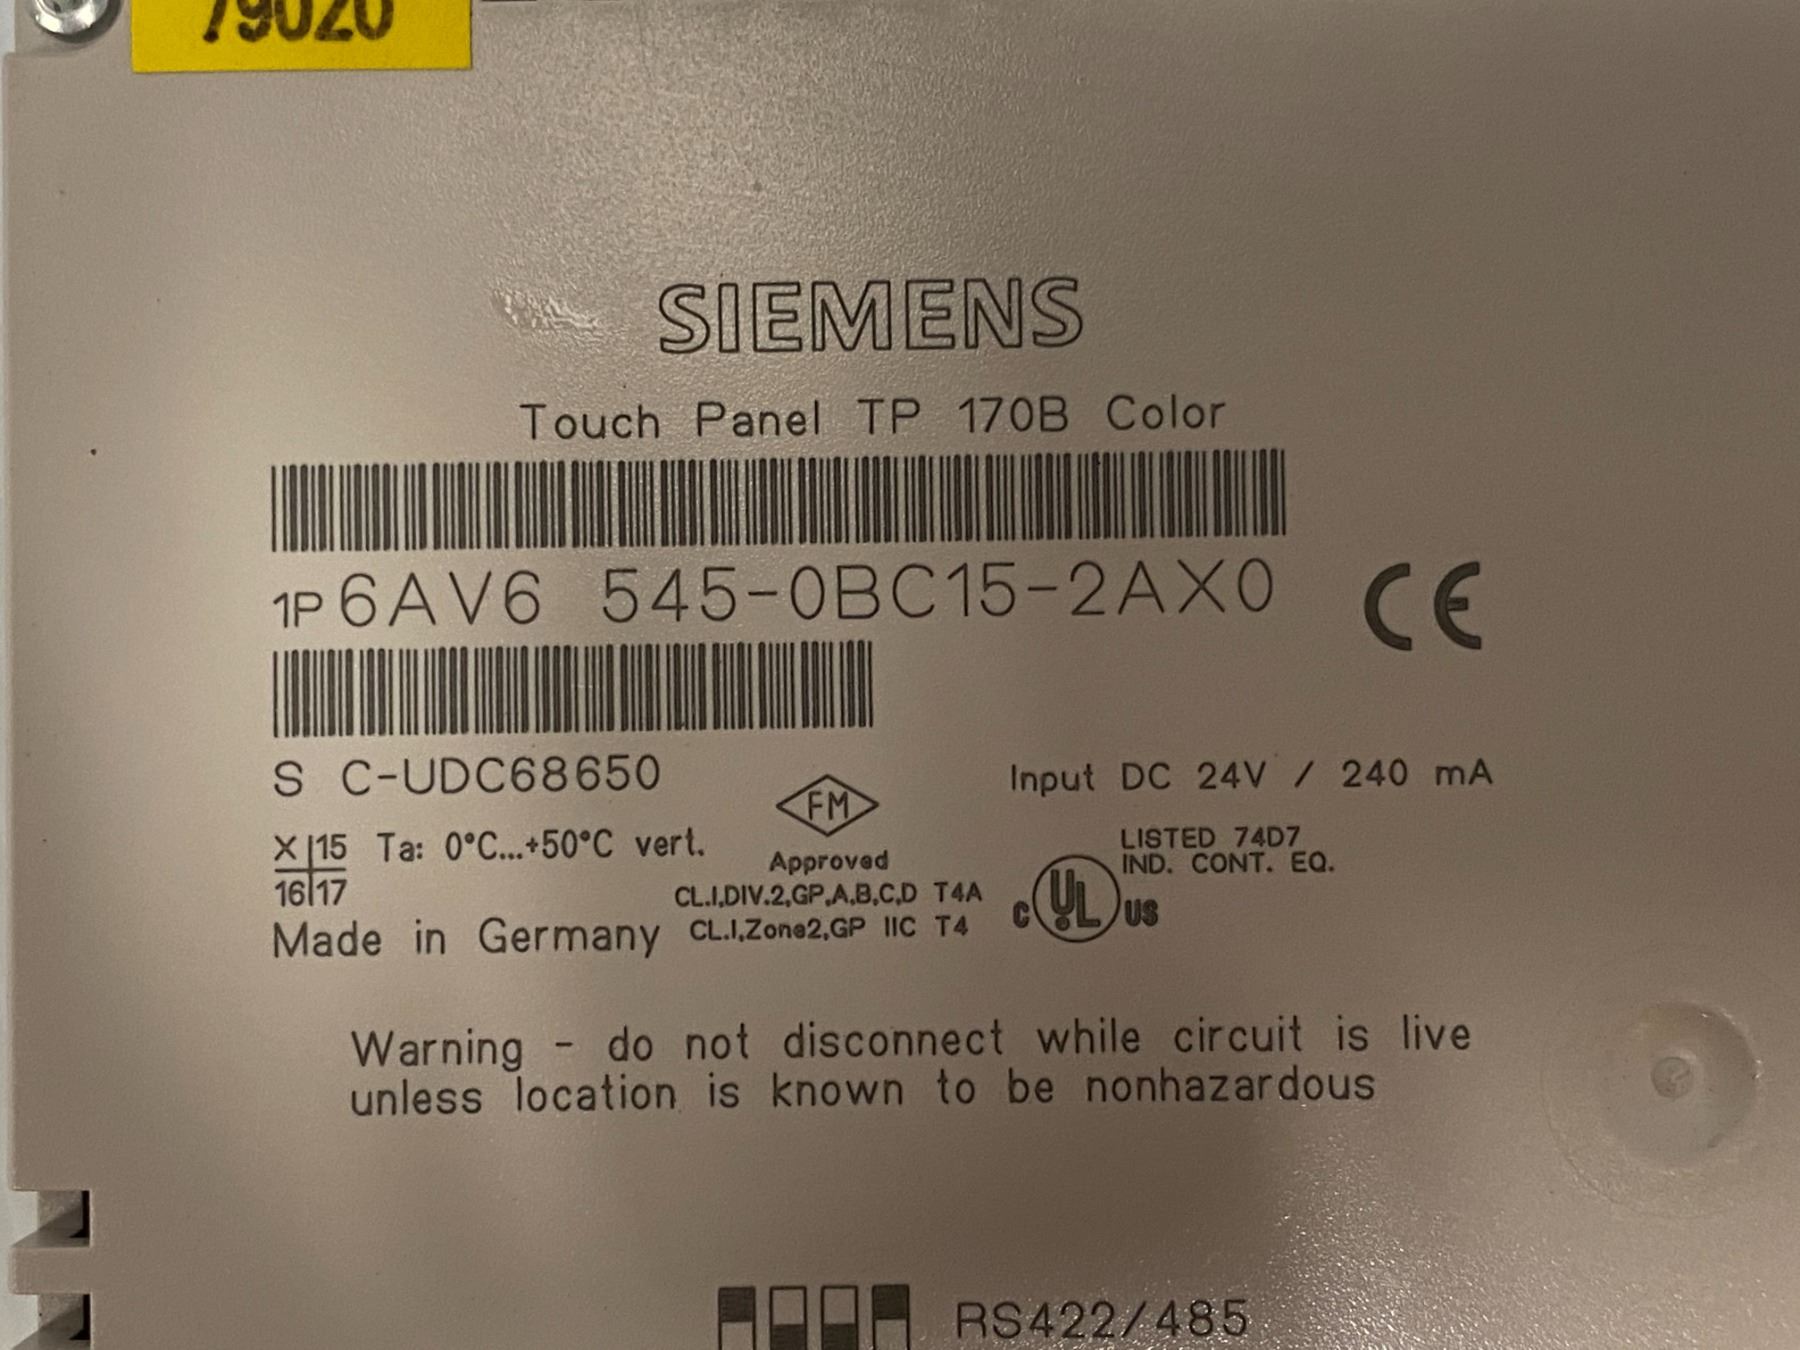 79020
SIEMENS
Touch Panel TP 170B Color
1P 6AV6 545-0BC15-2AX0
CE
S C-UDC68650
Input DC 24V / 240 mA
FM
X 15
16 17
Ta: 0°C...+50°C vert.
Approved
LISTED 74D7
IND. CONT. EQ.
CL.I,DIV.2,GP,A,B,C,D T4A
C UL US
Made in Germany
CL.I,Zone2,GP IIC T4
Warning - do not disconnect while circuit is live
unless location is known to be nonhazardous
RS422/485